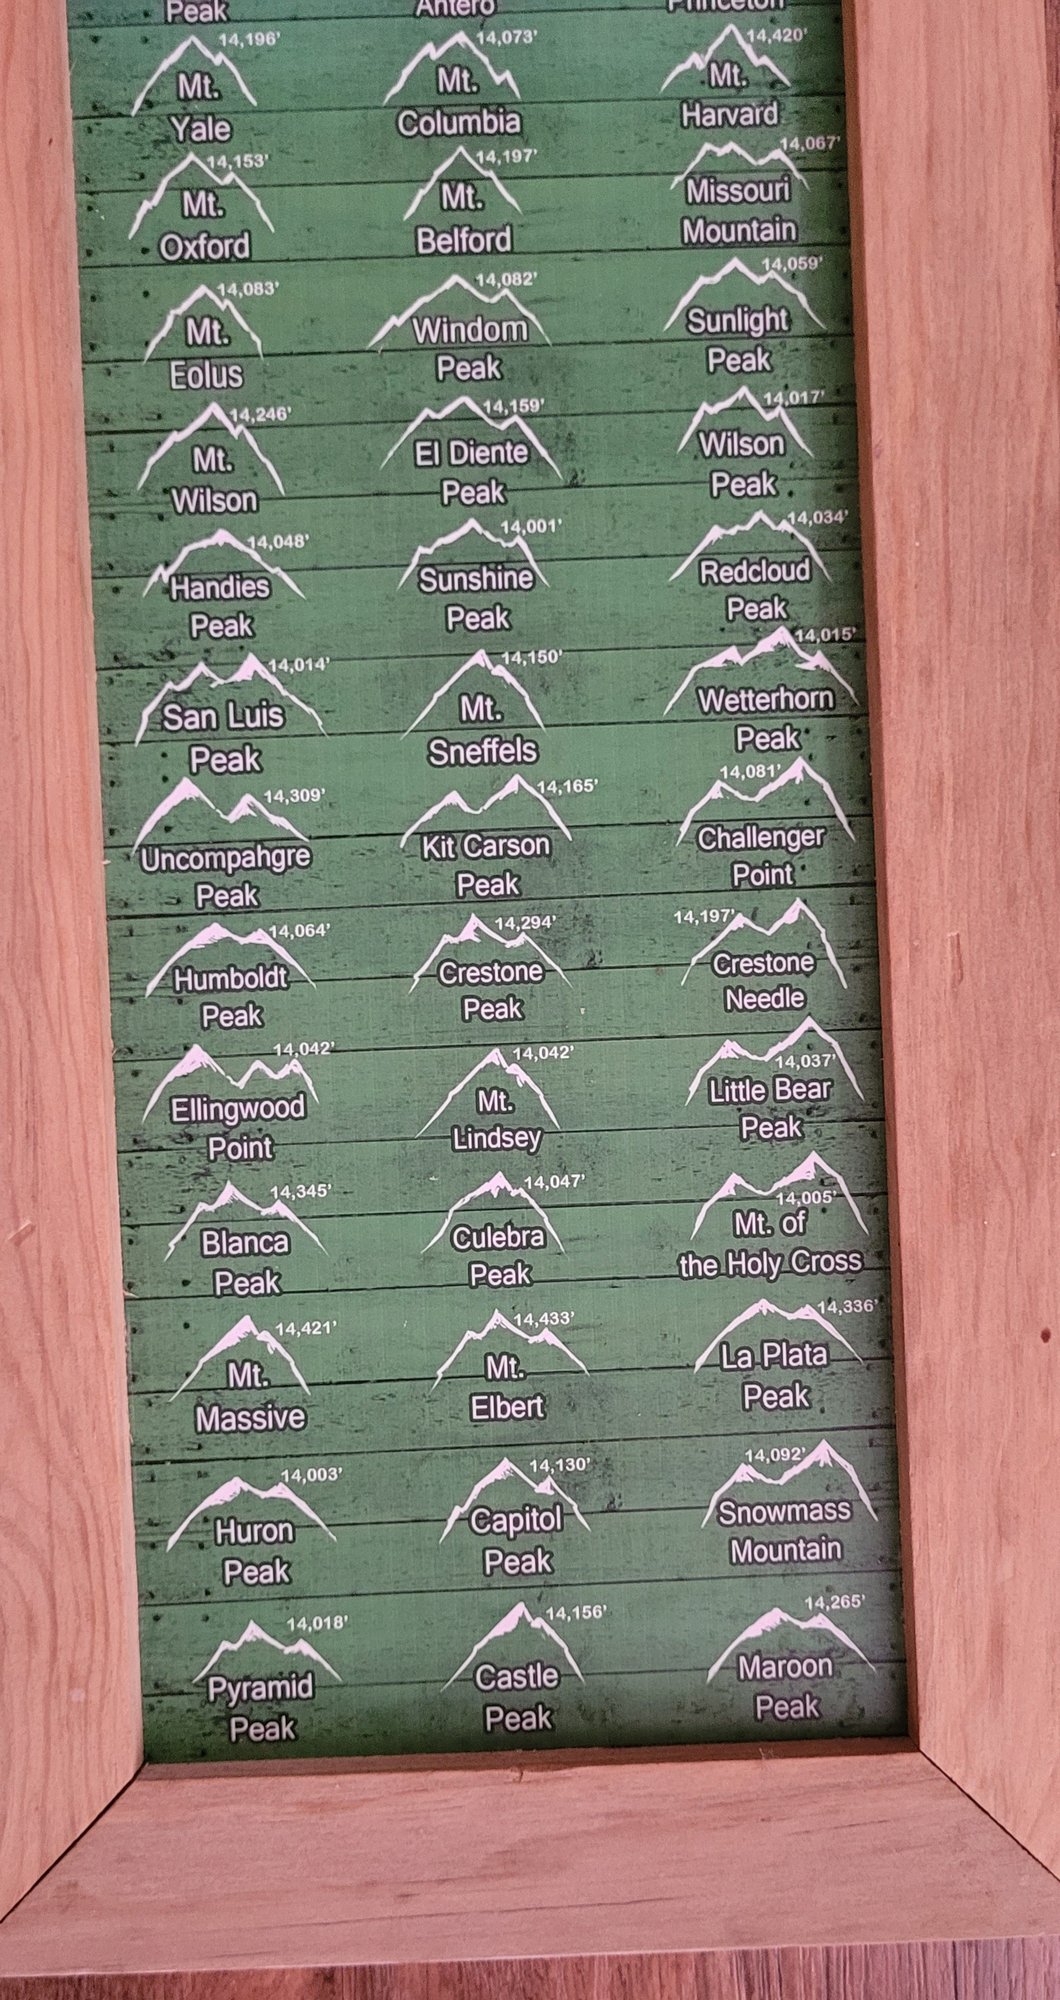 Peak
Antero
Princeton
14,196'
Mt.
Yale
14,073'
Mt.
Columbia
14,420'
Mt.
Harvard
14,153'
Mt.
Oxford
14,197'
Mt.
Belford
14,067'
Missouri
Mountain
14,083'
Mt.
Eolus
14,082'
Windom
Peak
14,059'
Sunlight
Peak
14,246'
Mt.
Wilson
14,159'
El Diente
Peak
14,017'
Wilson
Peak
14,048'
Handies
Peak
14,001'
Sunshine
Peak
14,034'
Redcloud
Peak
14,014'
San Luis
Peak
14,150'
Mt.
Sneffels
14,015'
Wetterhorn
Peak
14,309'
Uncompahgre
Peak
14,165'
Kit Carson
Peak
14,081'
Challenger
Point
14,064'
Humboldt
Peak
14,294'
Crestone
Peak
14,197'
Crestone
Needle
14,042'
Ellingwood
Point
14,042'
Mt.
Lindsey
14,037'
Little Bear
Peak
14,345'
Blanca
Peak
14,047'
Culebra
Peak
14,005'
Mt. of
the Holy Cross
14,421'
Mt.
Massive
14,433'
Mt.
Elbert
14,336'
La Plata
Peak
14,003'
Huron
Peak
14,130'
Capitol
Peak
14,092'
Snowmass
Mountain
14,018'
Pyramid
Peak
14,156'
Castle
Peak
14,265'
Maroon
Peak